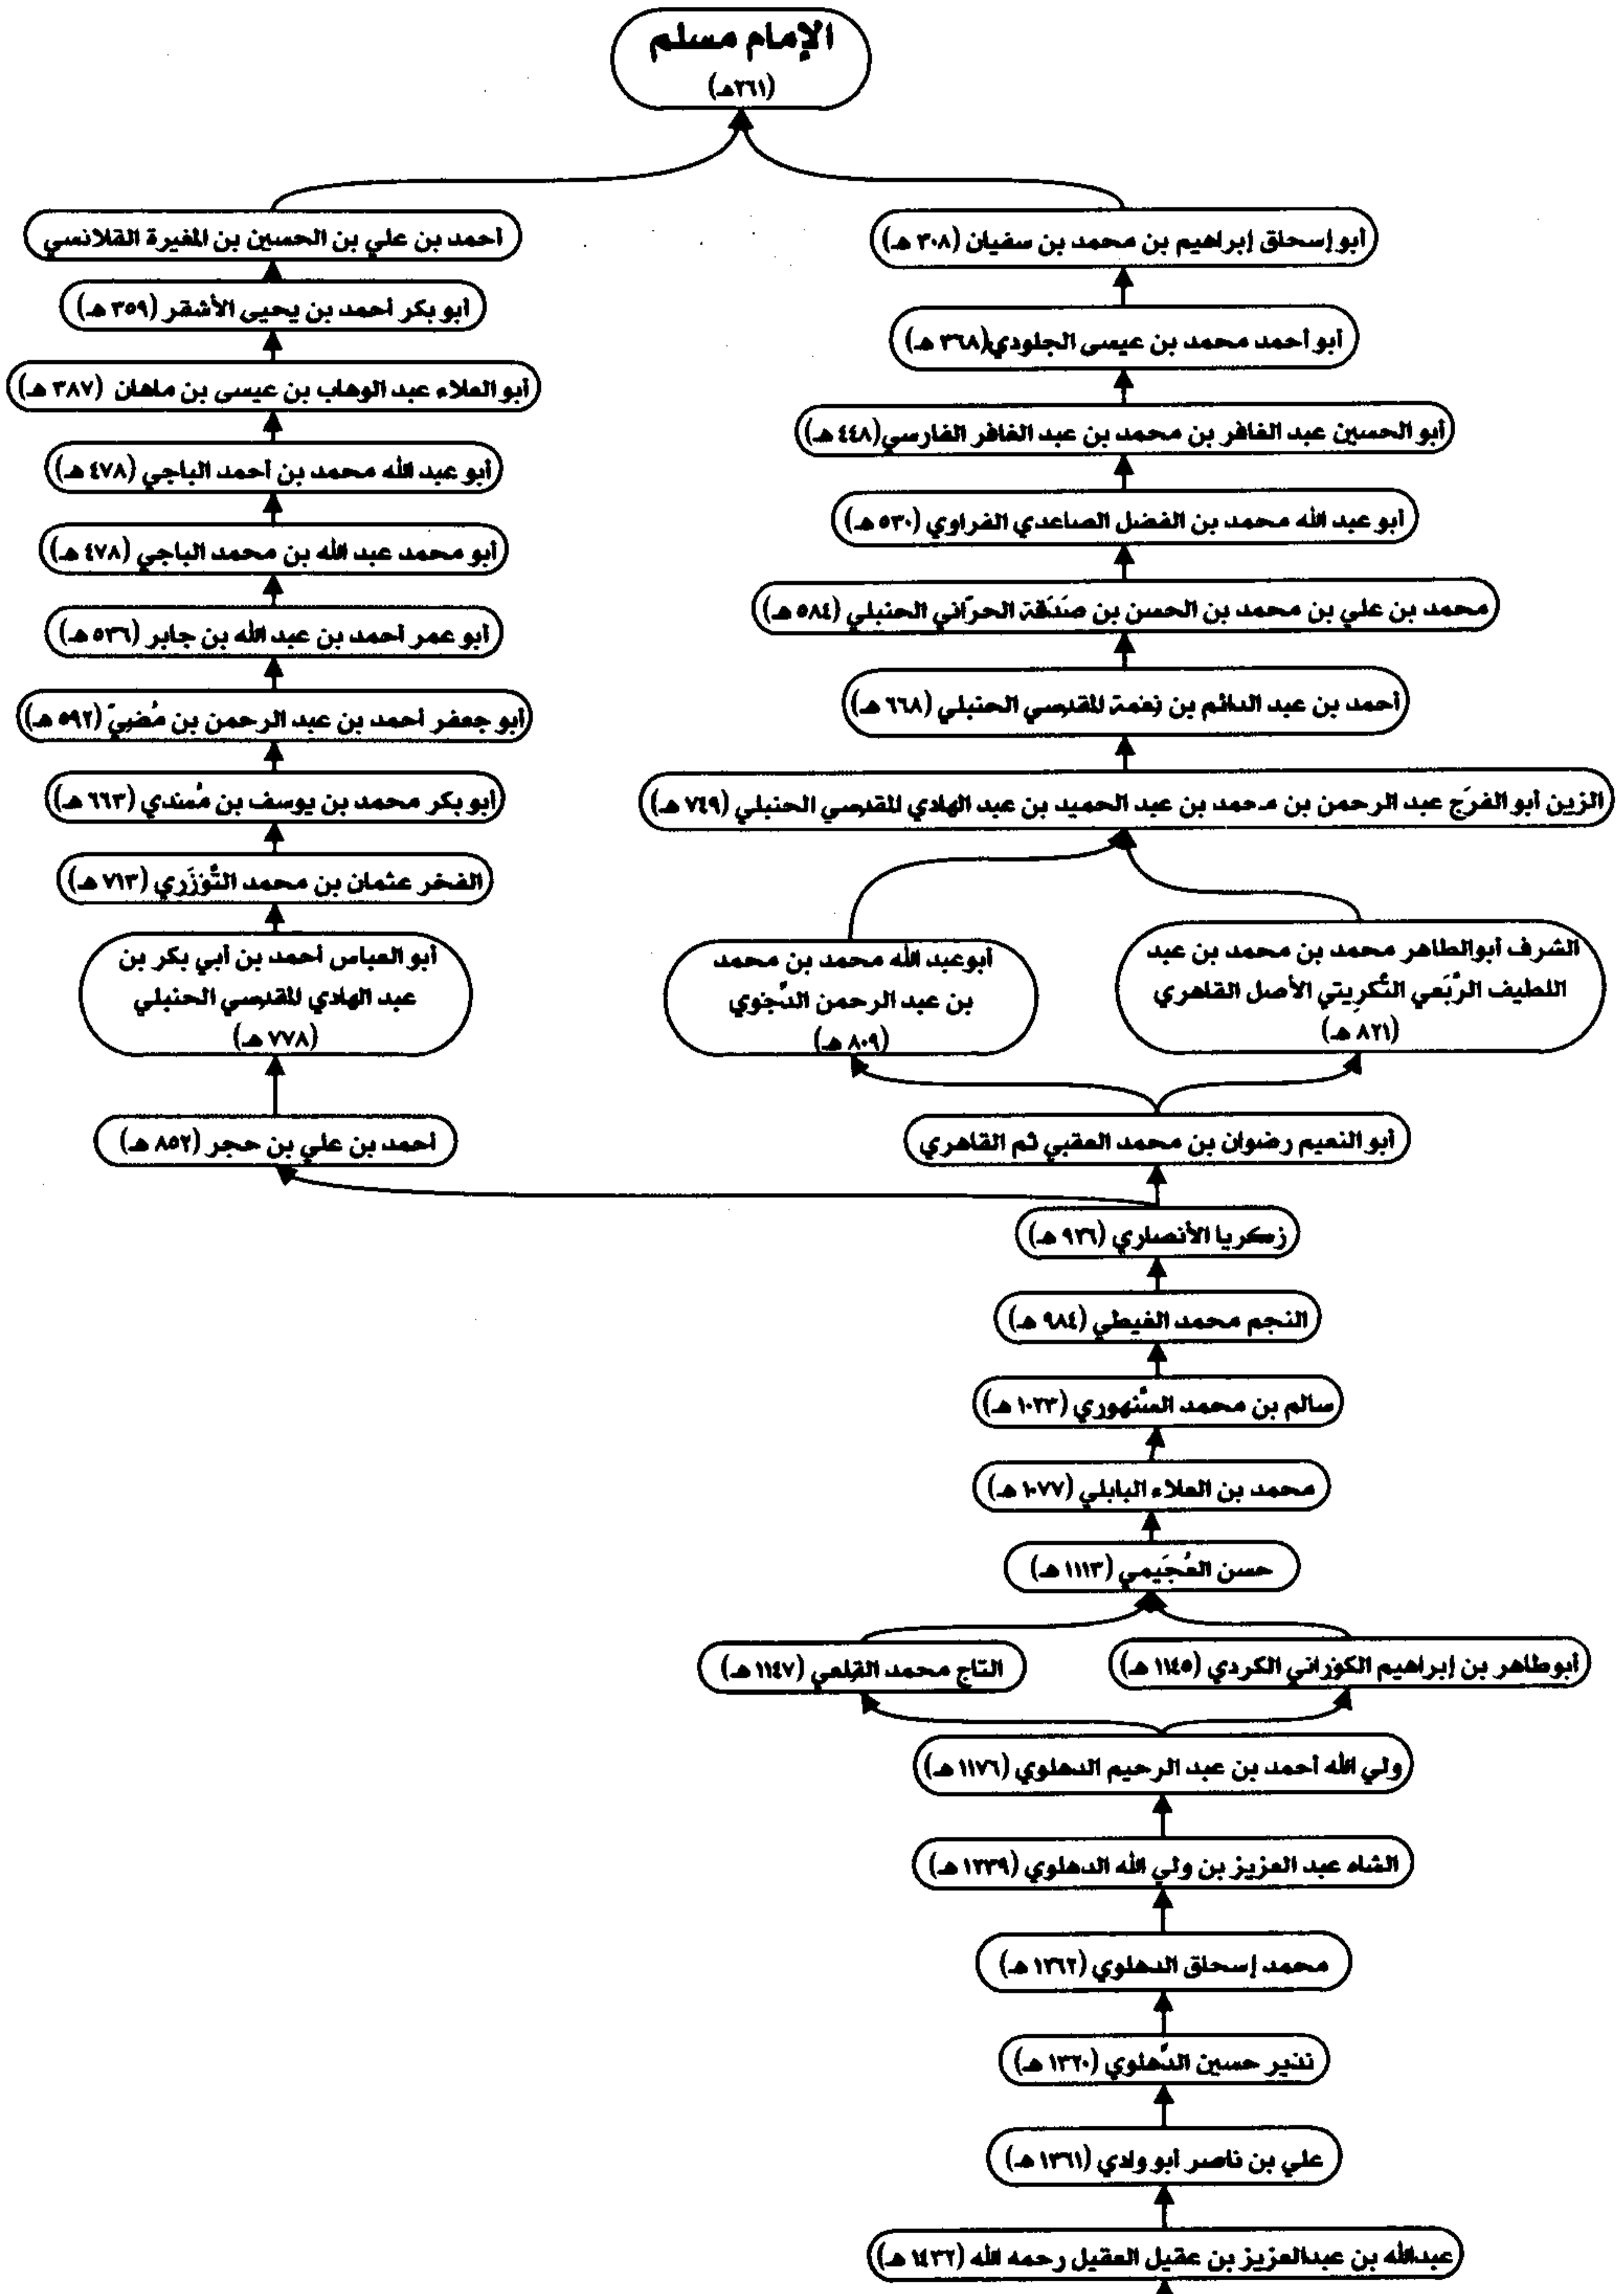 الإمام مسلم
(٢٦١هـ)
أبو إسحاق إبراهيم بن محمد بن سفيان (٣٠٨ هـ)
أبو أحمد محمد بن عيسى الجلودي(٣٦٨ هـ)
أبو الحسين عبد الغافر بن محمد بن عبد الغافر الفارسي(٤٤٨ هـ)
أبو عبد الله محمد بن الفضل الصاعدي الفراوي (٥٣٠ هـ)
محمد بن علي بن محمد بن الحسن بن صَدَقة الحرّاني الحنبلي (٥٨٤ هـ)
أحمد بن عبد الدائم بن نعمة المقدسي الحنبلي (٦٦٨ هـ)
الزين أبو الفرَج عبد الرحمن بن محمد بن عبد الحميد بن عبد الهادي المقدسي الحنبلي (٧٤٩ هـ)
الشرف أبوالطاهر محمد بن محمد بن عبد
اللطيف الرَّبَعي التَّكرِيتي الأصل القاهري
(٨٢١ هـ)
أبوعبد الله محمد بن محمد
بن عبد الرحمن الدِّجْوي
(٨٠٩ هـ)
أبو النعيم رضوان بن محمد العقبي ثم القاهري
أحمد بن علي بن الحسين بن المغيرة القلانسي
أبو بكر أحمد بن يحيى الأشقر (٣٥٩ هـ)
أبو العلاء عبد الوهاب بن عيسى بن ماهان (٣٨٧ هـ)
أبو عبد الله محمد بن أحمد الباجي (٤٧٨ هـ)
أبو محمد عبد الله بن محمد الباجي (٤٧٨ هـ)
أبو عمر أحمد بن عبد الله بن جابر (٥٣٦ هـ)
أبو جعفر أحمد بن عبد الرحمن بن مُضيّ (٥٩٢ هـ)
أبو بكر محمد بن يوسف بن مُسندي (٦٦٣ هـ)
الفخر عثمان بن محمد التُّوزَري (٧١٣ هـ)
أبو العباس أحمد بن أبي بكر بن
عبد الهادي المقدسي الحنبلي
(٧٧٨ هـ)
أحمد بن علي بن حجر (٨٥٢ هـ)
زكريا الأنصاري (٩٢٦ هـ)
النجم محمد الغيطي (٩٨٤ هـ)
سالم بن محمد السَّنهوري (١٠٢٣ هـ)
محمد بن العلاء البابلي (١٠٧٧ هـ)
حسن العُجَيمي (١١١٣ هـ)
أبوطاهر بن إبراهيم الكوراني الكردي (١١٤٥ هـ)
التاج محمد القلعي (١١٤٧ هـ)
ولي الله أحمد بن عبد الرحيم الدهلوي (١١٧٦ هـ)
الشاه عبد العزيز بن ولي الله الدهلوي (١٢٣٩ هـ)
محمد إسحاق الدهلوي (١٢٦٢ هـ)
نذير حسين الدِّهلوي (١٣٢٠ هـ)
علي بن ناصر أبو وادي (١٣٦١ هـ)
عبدالله بن عبدالعزيز بن عقيل العقيل رحمه الله (١٤٣٢ هـ)